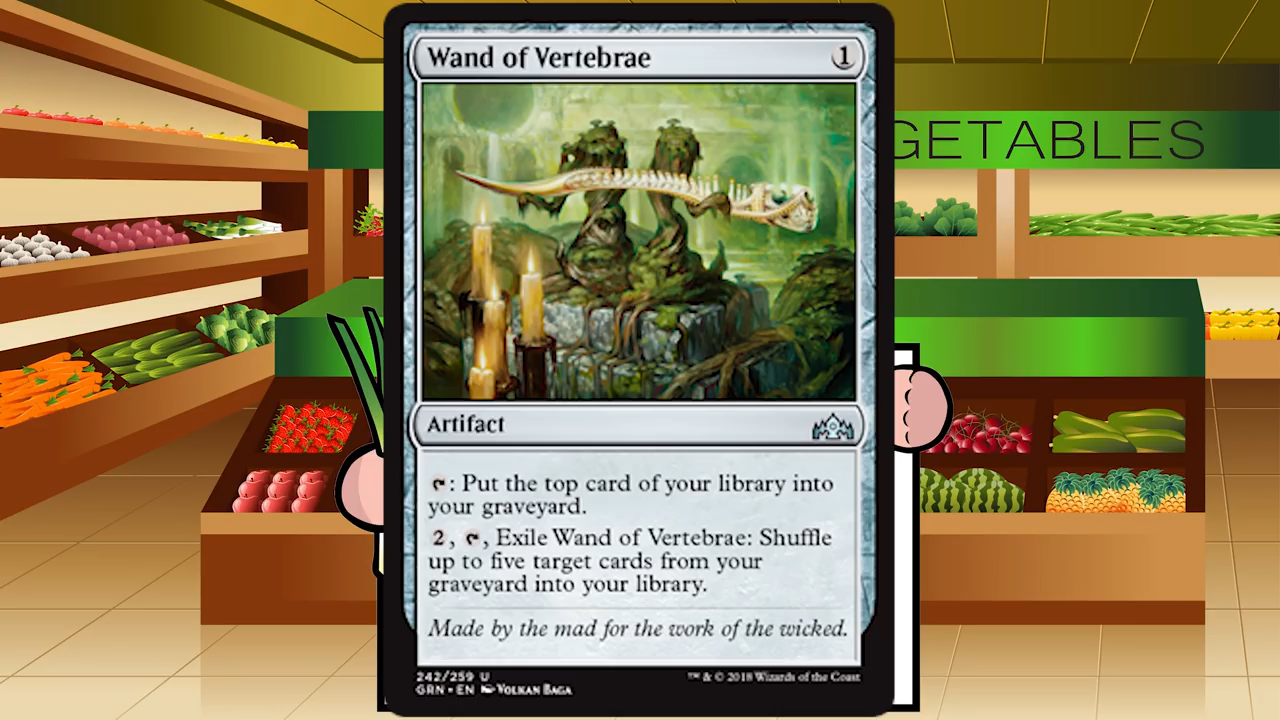 Wand of Vertebrae 1
GETABLES
Artifact
: Put the top card of your library into
your graveyard.
2, , Exile Wand of Vertebrae: Shuffle
up to five target cards from your
graveyard into your library.
Made by the mad for the work of the wicked.
242/259 U
™ & © 2018 Wizards of the Coast
GRN • EN Volkan Baga